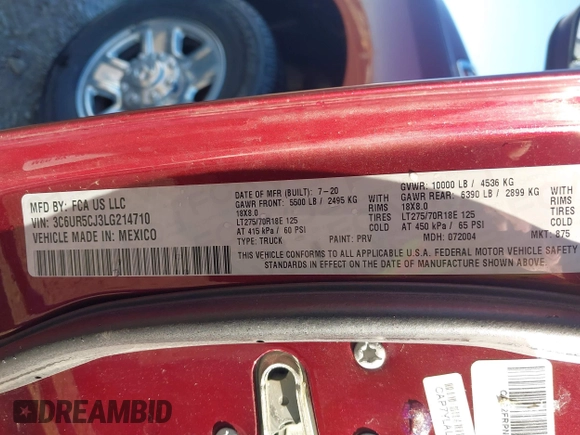 MFD BY: FCA US LLC
VIN: 3C6UR5CJ3LG214710
VEHICLE MADE IN: MEXICO
DATE OF MFR (BUILT): 7-20
GAWR FRONT: 5500 LB / 2495 KG WITH
18X8.0 RIMS
LT275/70R18E 125 TIRES
AT 415 kPa / 60 PSI COLD
TYPE: TRUCK PAINT: PRV
GVWR: 10000 LB / 4536 KG
GAWR REAR: 6390 LB / 2899 KG WITH
18X8.0 RIMS
LT275/70R18E 125 TIRES
AT 450 kPa / 65 PSI COLD
MDH: 072004 MKT: 875
THIS VEHICLE CONFORMS TO ALL APPLICABLE U.S.A. FEDERAL MOTOR VEHICLE SAFETY
STANDARDS IN EFFECT ON THE DATE OF MANUFACTURE SHOWN ABOVE.
DREAMBID